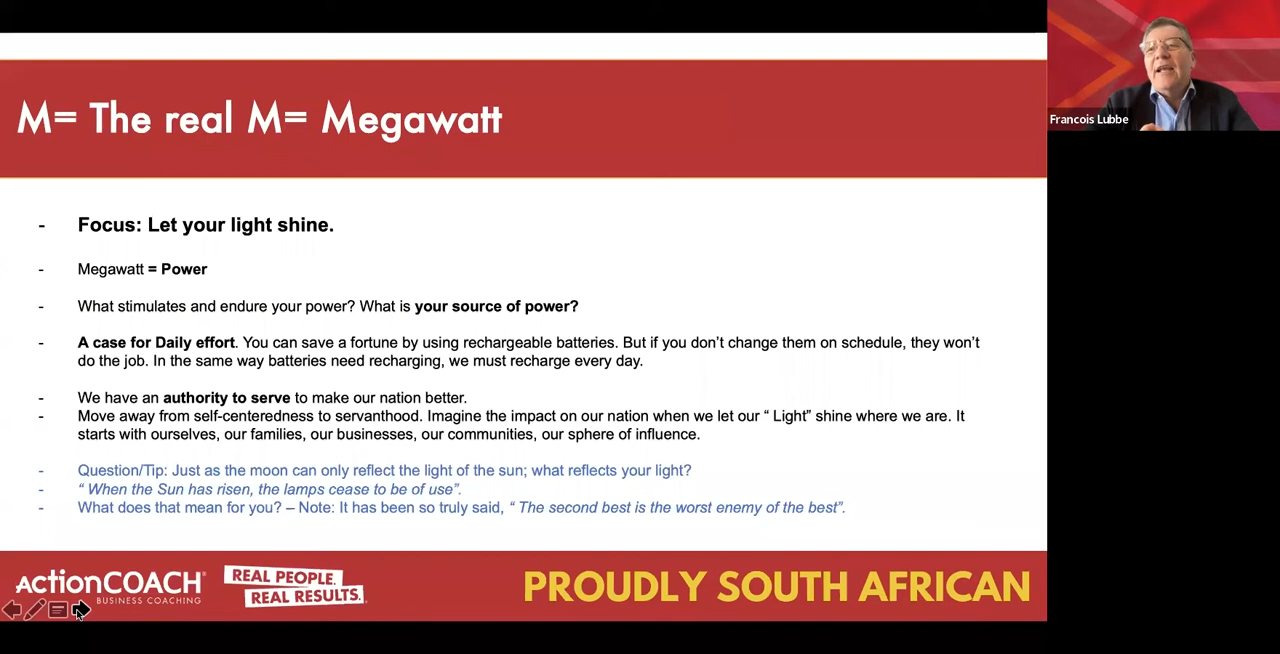 M= The real M= Megawatt
Francois Lubbe
- Focus: Let your light shine.
- Megawatt = Power
- What stimulates and endure your power? What is your source of power?
- A case for Daily effort. You can save a fortune by using rechargeable batteries. But if you don’t change them on schedule, they won’t
do the job. In the same way batteries need recharging, we must recharge every day.
- We have an authority to serve to make our nation better.
- Move away from self-centeredness to servanthood. Imagine the impact on our nation when we let our “ Light” shine where we are. It
starts with ourselves, our families, our businesses, our communities, our sphere of influence.
- Question/Tip: Just as the moon can only reflect the light of the sun; what reflects your light?
- “ When the Sun has risen, the lamps cease to be of use”.
- What does that mean for you? – Note: It has been so truly said, “ The second best is the worst enemy of the best”.
actionCOACH
BUSINESS COACHING
REAL PEOPLE.
REAL RESULTS.
PROUDLY SOUTH AFRICAN